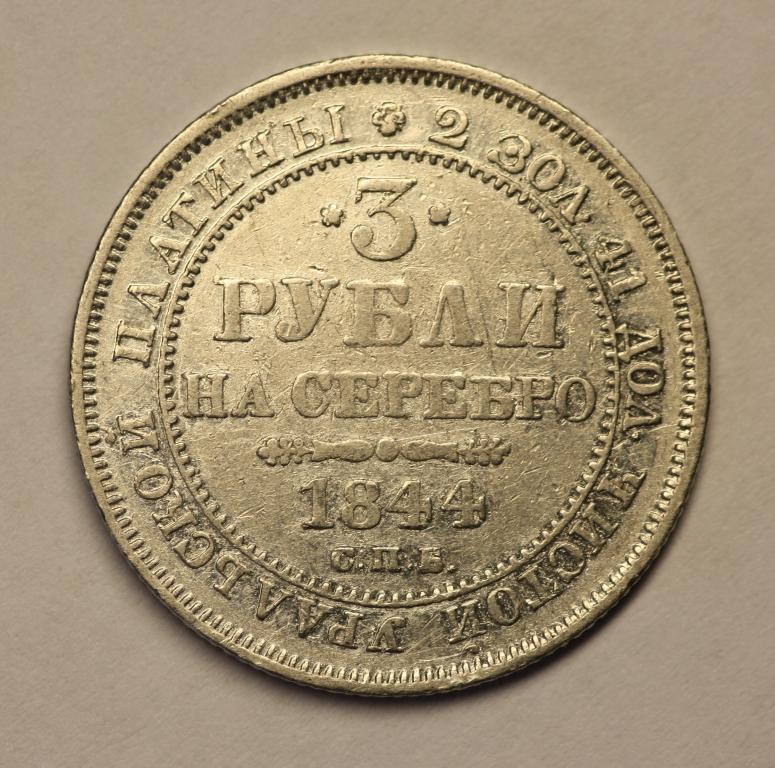 2 ЗОЛ. 41 ДОЛ. ЧИСТОЙ УРАЛЬСКОЙ ПЛАТИНЫ
3
РУБЛИ
НА СЕРЕБРО
1844
С.П.Б.